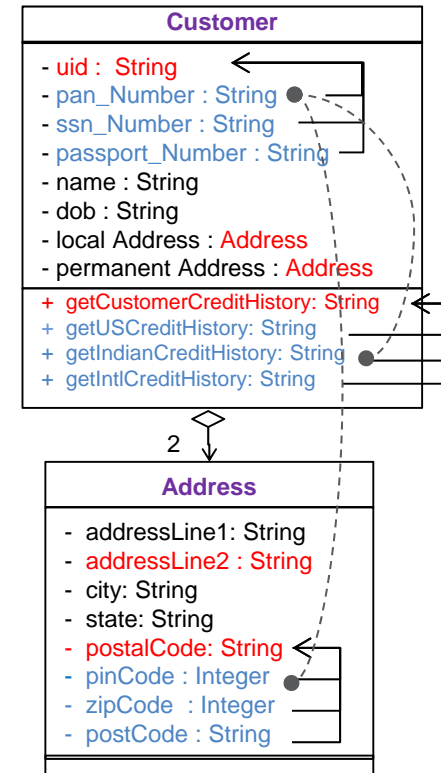 Customer
- uid : String
- pan_Number : String
- ssn_Number : String
- passport_Number : String
- name : String
- dob : String
- local Address : Address
- permanent Address : Address
+ getCustomerCreditHistory: String
+ getUSCreditHistory: String
+ getIndianCreditHistory: String
+ getIntlCreditHistory: String
2
Address
- addressLine1: String
- addressLine2 : String
- city: String
- state: String
- postalCode: String
- pinCode : Integer
- zipCode : Integer
- postCode : String